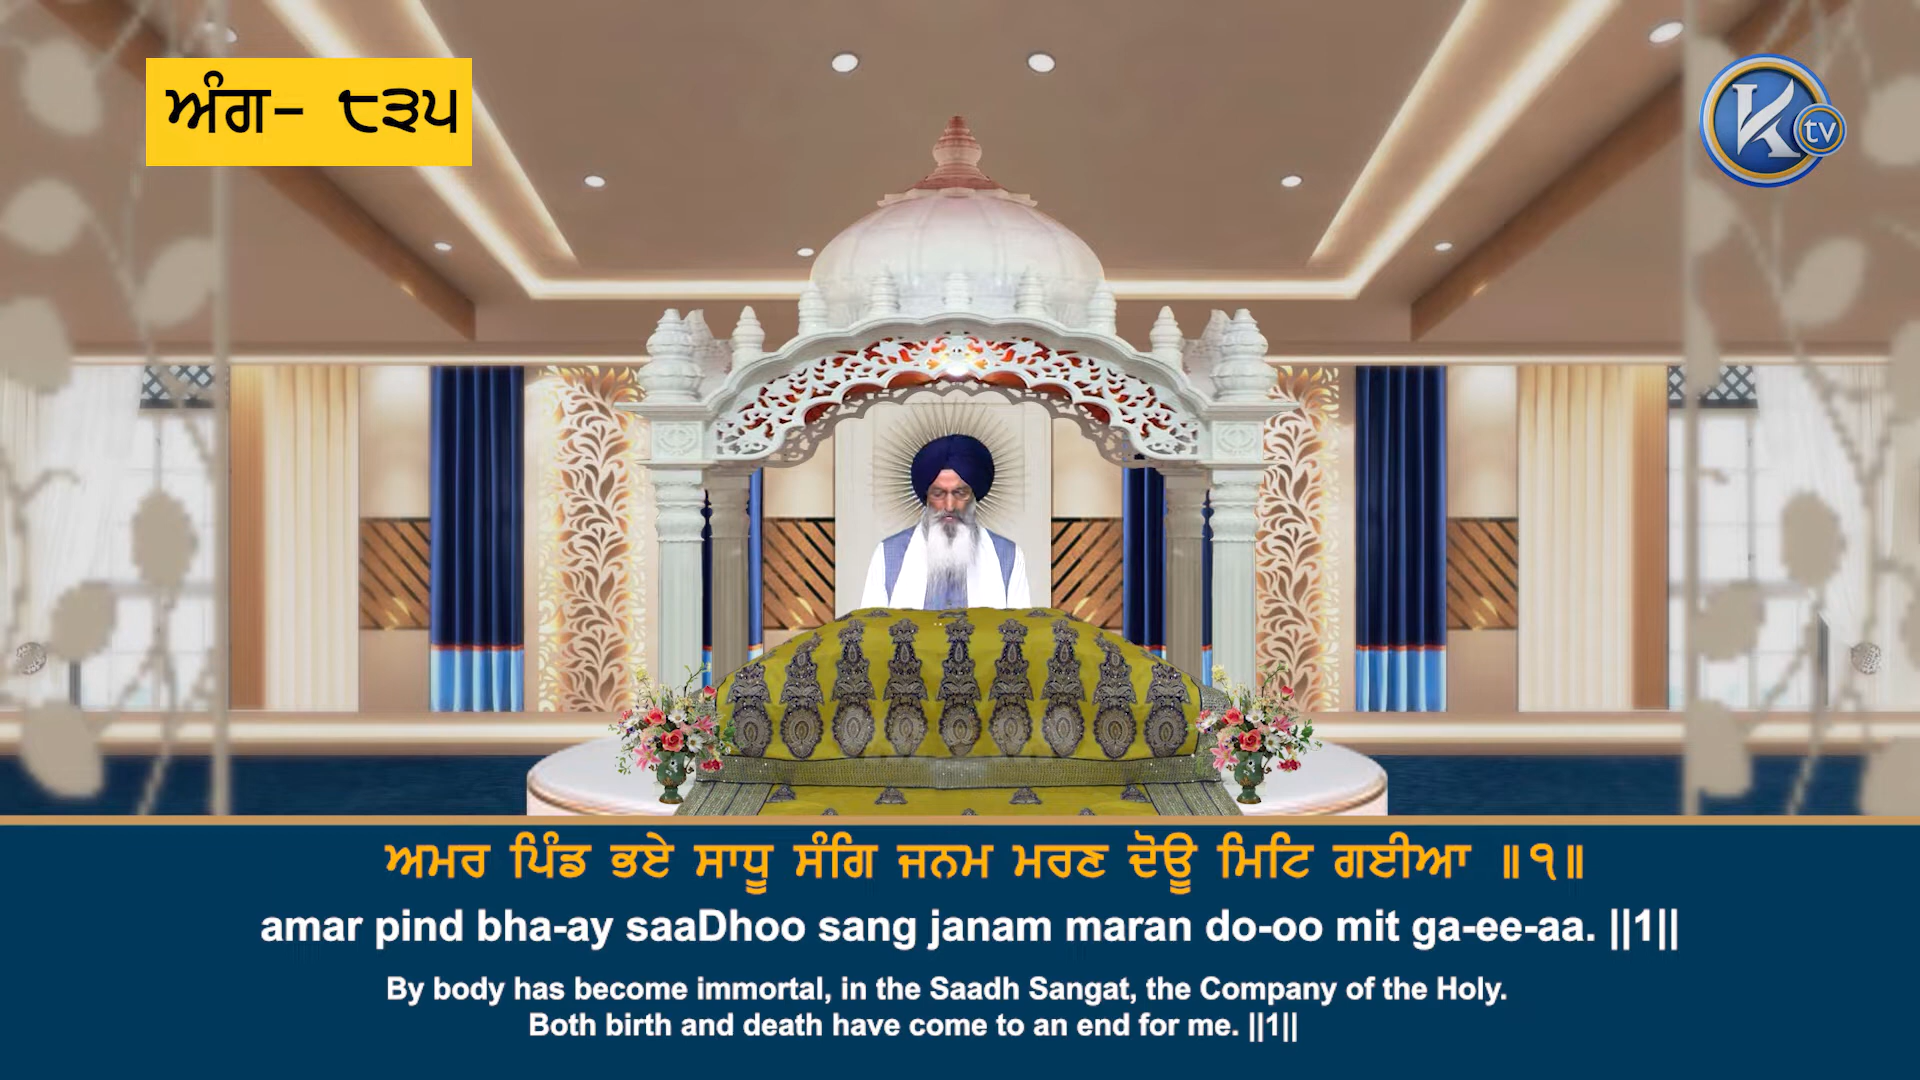 ਅੰਗ- ੮੩੫
K tv
ਅਮਰ ਪਿੰਡ ਭਏ ਸਾਧੂ ਸੰਗਿ ਜਨਮ ਮਰਣ ਦੋਊ ਮਿਟਿ ਗਈਆ ॥੧॥
amar pind bha-ay saaDhoo sang janam maran do-oo mit ga-ee-aa. ||1||
By body has become immortal, in the Saadh Sangat, the Company of the Holy.
Both birth and death have come to an end for me. ||1||